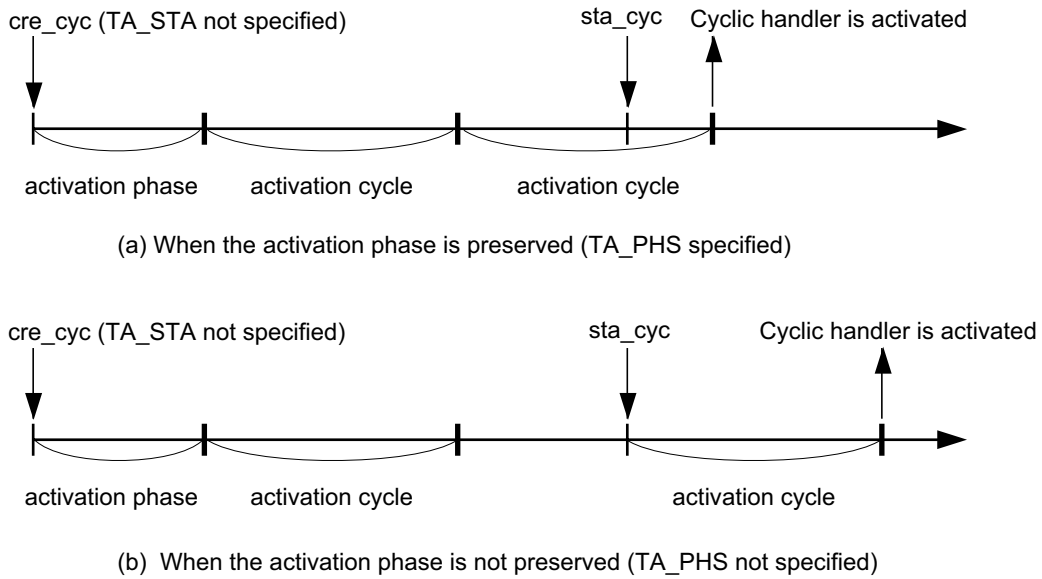 cre_cyc (TA_STA not specified)
sta_cyc
Cyclic handler is activated
activation phase
activation cycle
activation cycle
(a) When the activation phase is preserved (TA_PHS specified)
cre_cyc (TA_STA not specified)
sta_cyc
Cyclic handler is activated
activation phase
activation cycle
activation cycle
(b) When the activation phase is not preserved (TA_PHS not specified)